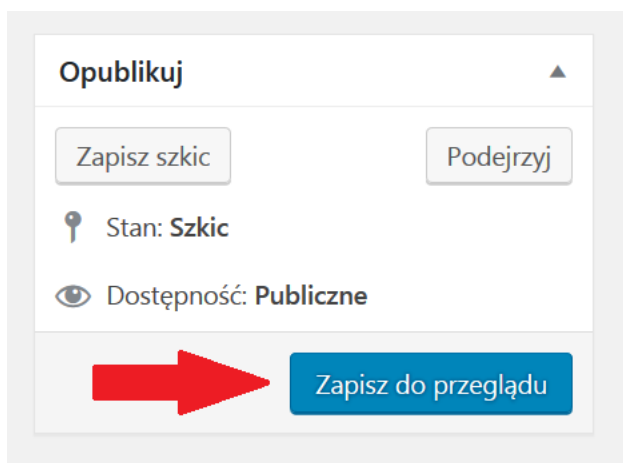 Opublikuj
Zapisz szkic
Podejrzyj
Stan: Szkic
Dostępność: Publiczne
Zapisz do przeglądu